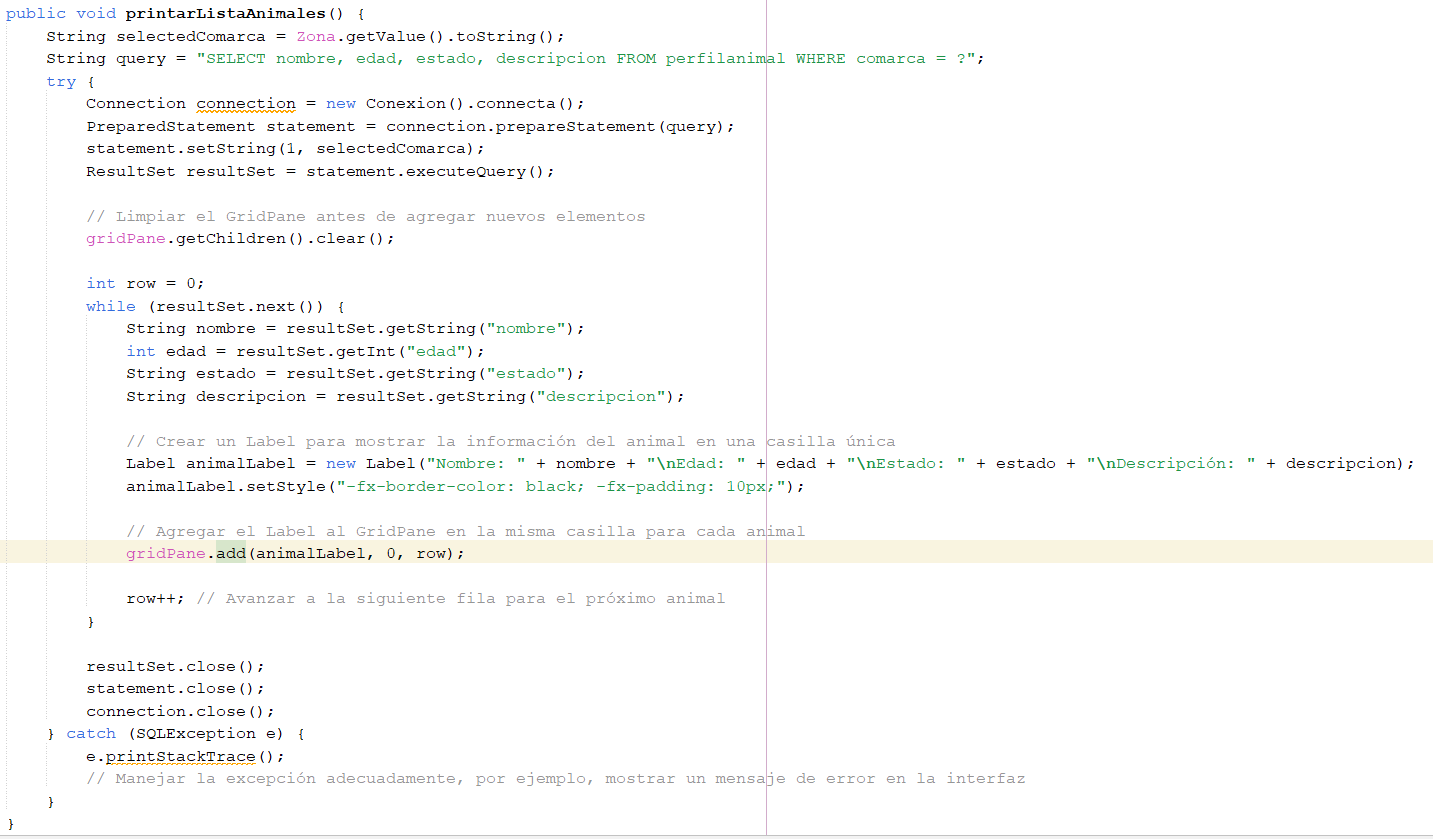 public void printarListaAnimales() {
    String selectedComarca = Zona.getValue().toString();
    String query = "SELECT nombre, edad, estado, descripcion FROM perfilanimal WHERE comarca = ?";
    try {
        Connection connection = new Conexion().connecta();
        PreparedStatement statement = connection.prepareStatement(query);
        statement.setString(1, selectedComarca);
        ResultSet resultSet = statement.executeQuery();

        // Limpiar el GridPane antes de agregar nuevos elementos
        gridPane.getChildren().clear();

        int row = 0;
        while (resultSet.next()) {
            String nombre = resultSet.getString("nombre");
            int edad = resultSet.getInt("edad");
            String estado = resultSet.getString("estado");
            String descripcion = resultSet.getString("descripcion");

            // Crear un Label para mostrar la información del animal en una casilla única
            Label animalLabel = new Label("Nombre: " + nombre + "\nEdad: " + edad + "\nEstado: " + estado + "\nDescripción: " + descripcion);
            animalLabel.setStyle("-fx-border-color: black; -fx-padding: 10px;");

            // Agregar el Label al GridPane en la misma casilla para cada animal
            gridPane.add(animalLabel, 0, row);

            row++; // Avanzar a la siguiente fila para el próximo animal
        }

        resultSet.close();
        statement.close();
        connection.close();
    } catch (SQLException e) {
        e.printStackTrace();
        // Manejar la excepción adecuadamente, por ejemplo, mostrar un mensaje de error en la interfaz
    }
}